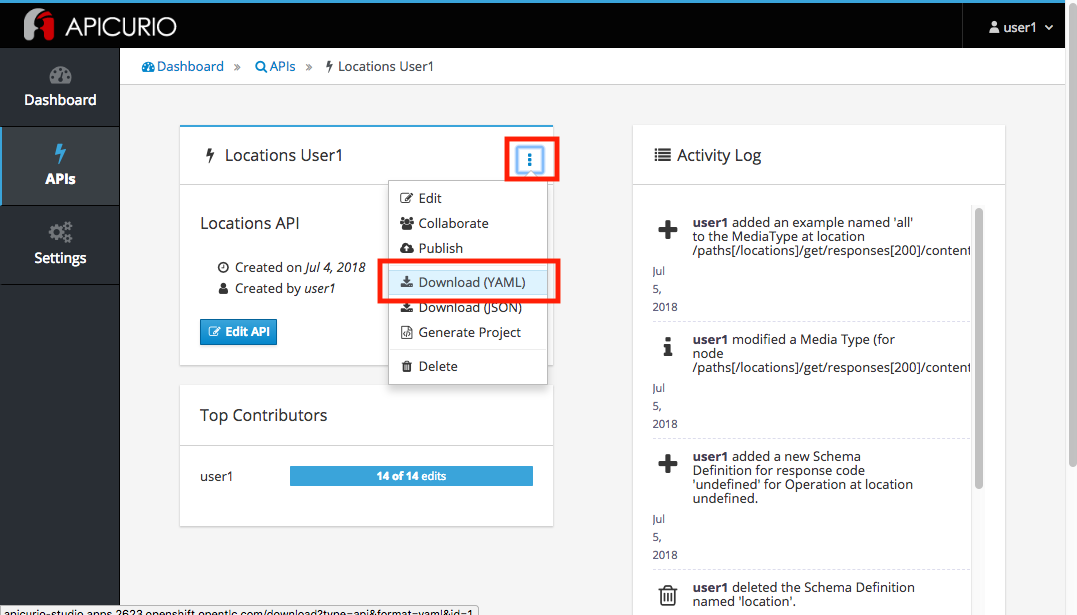 APICURIO
user1
Dashboard
APIs
Settings
Dashboard » APIs » Locations User1
Locations User1
Edit
Collaborate
Publish
Download (YAML)
Download (JSON)
Generate Project
Delete
Locations API
Created on Jul 4, 2018
Created by user1
Edit API
Top Contributors
user1
14 of 14 edits
Activity Log
user1 added an example named 'all'
to the MediaType at location
/paths[/locations]/get/responses[200]/content
Jul
5,
2018
user1 modified a Media Type (for
node
/paths[/locations]/get/responses[200]/content
Jul
5,
2018
user1 added a new Schema
Definition for response code
'undefined' for Operation at location
undefined.
Jul
5,
2018
user1 deleted the Schema Definition
named 'location'.
apicurio-studio.apps.2623.openshift.opentlc.com/download?type=api&format=yaml&id=1